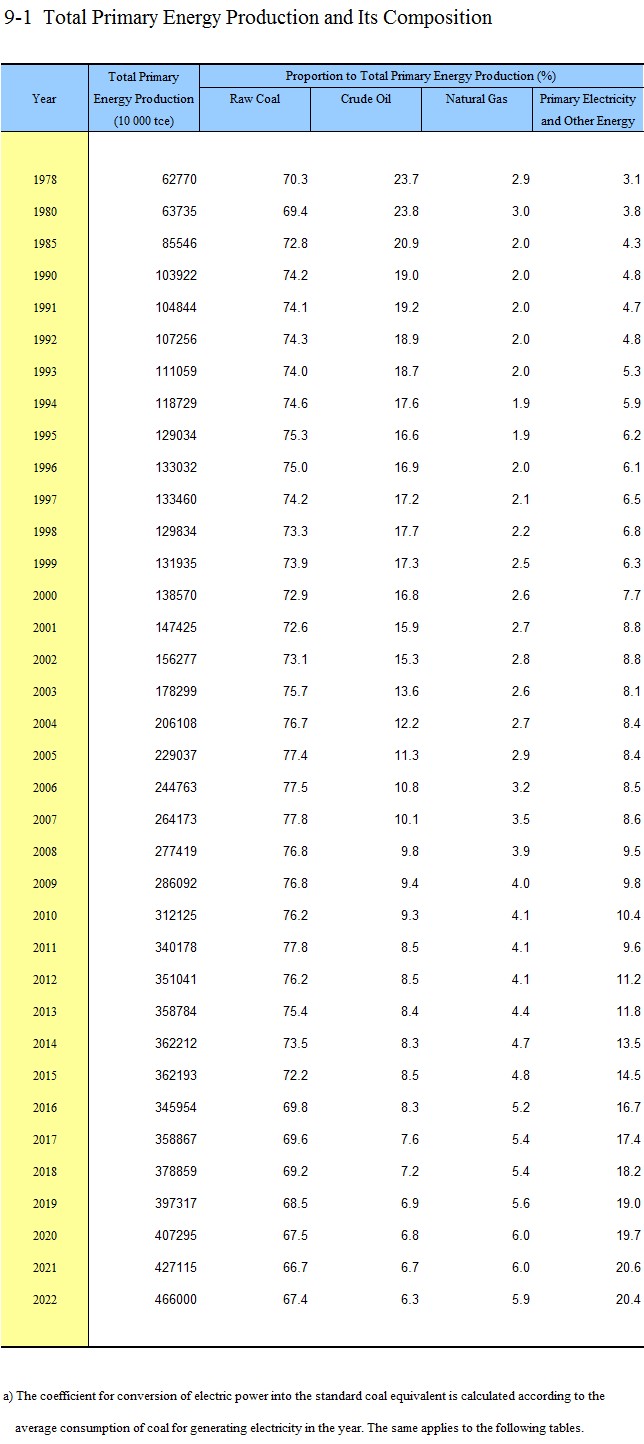 9-1 Total Primary Energy Production and Its Composition
Year Total Primary Energy Production (10 000 tce) Proportion to Total Primary Energy Production (%)
Raw Coal Crude Oil Natural Gas Primary Electricity and Other Energy
1978 62770 70.3 23.7 2.9 3.1
1980 63735 69.4 23.8 3.0 3.8
1985 85546 72.8 20.9 2.0 4.3
1990 103922 74.2 19.0 2.0 4.8
1991 104844 74.1 19.2 2.0 4.7
1992 107256 74.3 18.9 2.0 4.8
1993 111059 74.0 18.7 2.0 5.3
1994 118729 74.6 17.6 1.9 5.9
1995 129034 75.3 16.6 1.9 6.2
1996 133032 75.0 16.9 2.0 6.1
1997 133460 74.2 17.2 2.1 6.5
1998 129834 73.3 17.7 2.2 6.8
1999 131935 73.9 17.3 2.5 6.3
2000 138570 72.9 16.8 2.6 7.7
2001 147425 72.6 15.9 2.7 8.8
2002 156277 73.1 15.3 2.8 8.8
2003 178299 75.7 13.6 2.6 8.1
2004 206108 76.7 12.2 2.7 8.4
2005 229037 77.4 11.3 2.9 8.4
2006 244763 77.5 10.8 3.2 8.5
2007 264173 77.8 10.1 3.5 8.6
2008 277419 76.8 9.8 3.9 9.5
2009 286092 76.8 9.4 4.0 9.8
2010 312125 76.2 9.3 4.1 10.4
2011 340178 77.8 8.5 4.1 9.6
2012 351041 76.2 8.5 4.1 11.2
2013 358784 75.4 8.4 4.4 11.8
2014 362212 73.5 8.3 4.7 13.5
2015 362193 72.2 8.5 4.8 14.5
2016 345954 69.8 8.3 5.2 16.7
2017 358867 69.6 7.6 5.4 17.4
2018 378859 69.2 7.2 5.4 18.2
2019 397317 68.5 6.9 5.6 19.0
2020 407295 67.5 6.8 6.0 19.7
2021 427115 66.7 6.7 6.0 20.6
2022 466000 67.4 6.3 5.9 20.4
a) The coefficient for conversion of electric power into the standard coal equivalent is calculated according to the
average consumption of coal for generating electricity in the year. The same applies to the following tables.